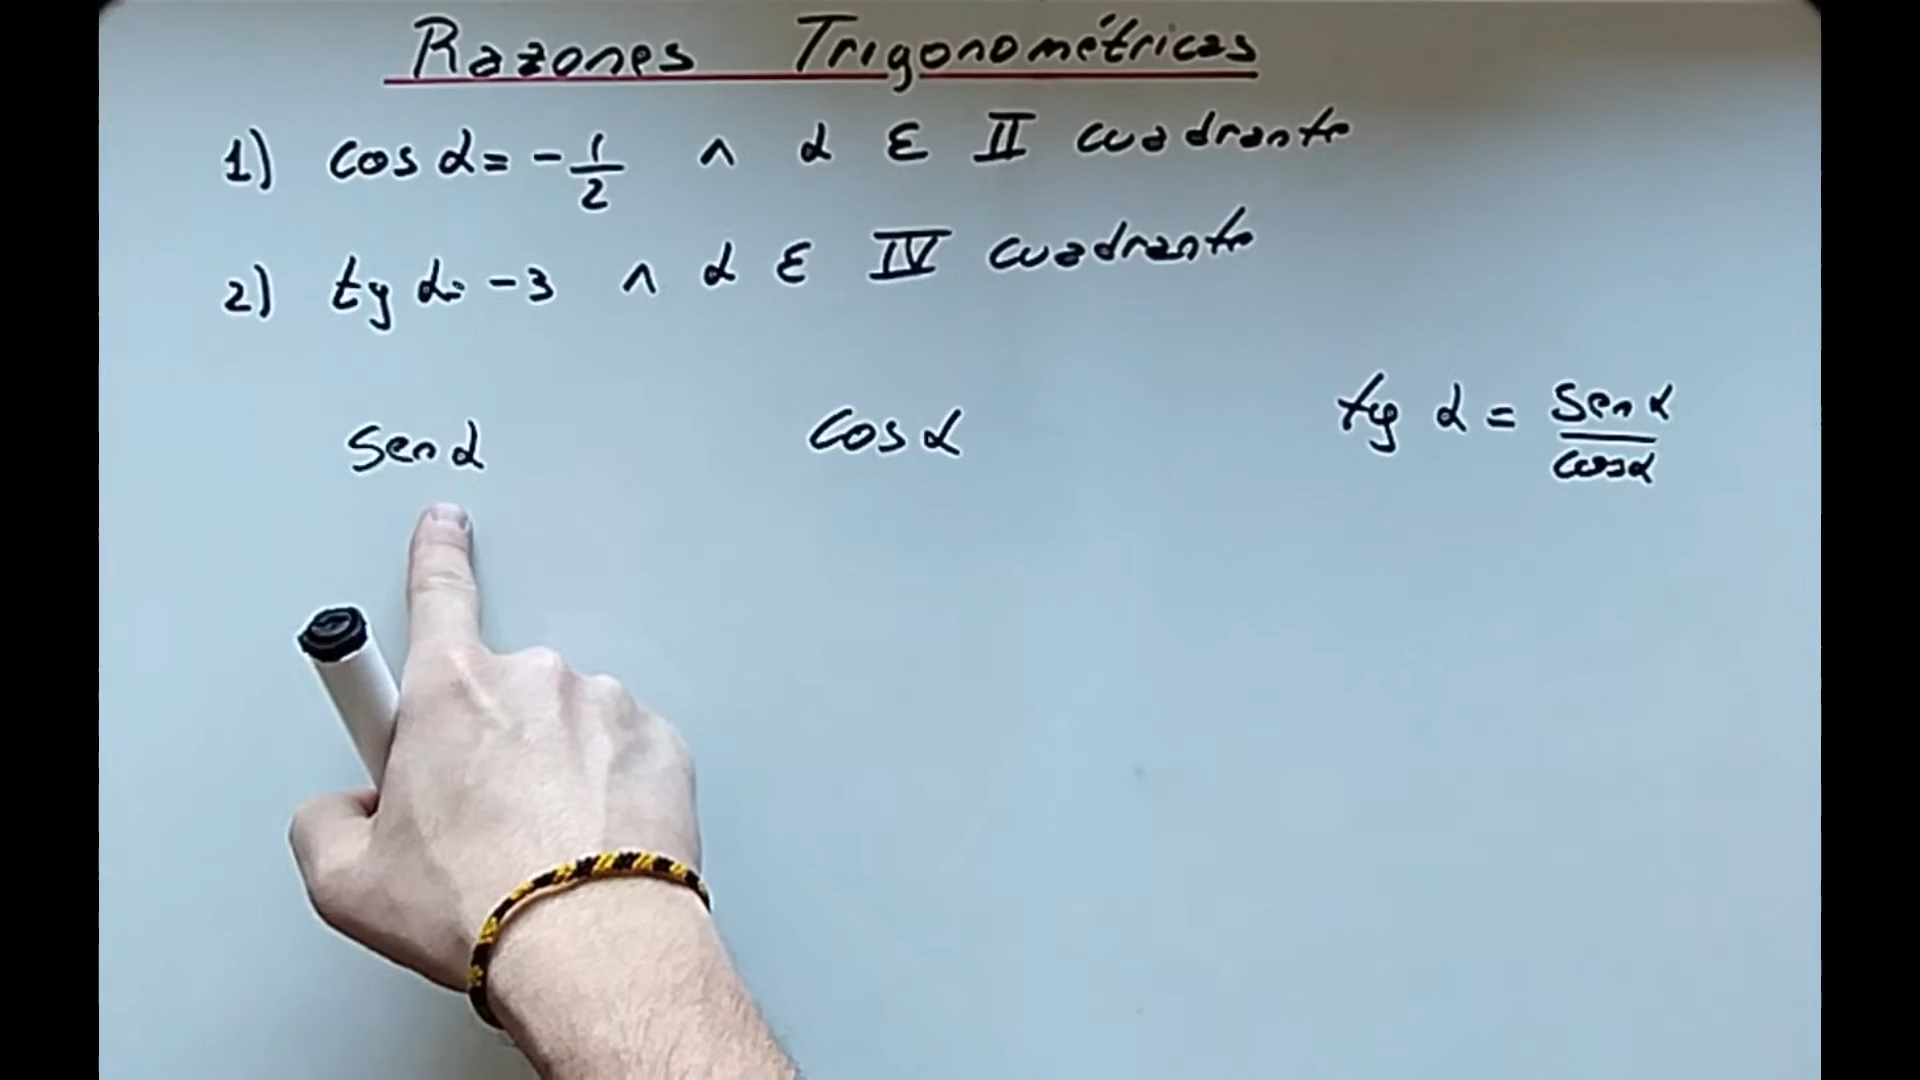 Razones Trigonométricas
1) cos α = - 1/2 ∧ α ε II cuadrante
2) tg α = -3 ∧ α ε IV cuadrante
sen α cos α tg α = sen α / cos α